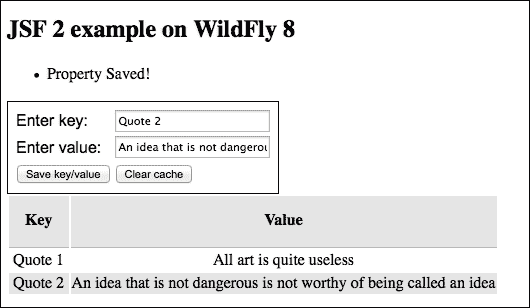 JSF 2 example on WildFly 8
• Property Saved!
Enter key: Quote 2
Enter value: An idea that is not dangerou
Save key/value Clear cache
Key Value
Quote 1 All art is quite useless
Quote 2 An idea that is not dangerous is not worthy of being called an idea